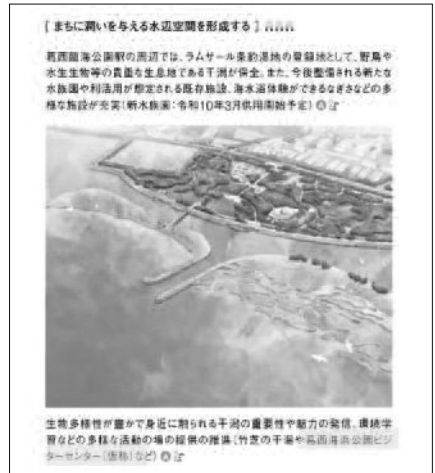 [ まちに潤いを与える水辺空間を形成する ]
葛西臨海公園駅の周辺では、ラムサール条約湿地の登録地として、野鳥や
水生生物等の貴重な生息地である干潟が保全。また、今後整備される新たな
水族園や利活用が想定される既存施設、海水浴体験ができるなぎさなどの多
様な施設が充実(新水族園:令和10年3月供用開始予定)
生物多様性が豊かで身近に触られる干潟の重要性や魅力の発信、環境学
習などの多様な活動の場の提供の推進(竹芝の干潟や葛西海浜公園ビジ
ターセンター(仮称)など)